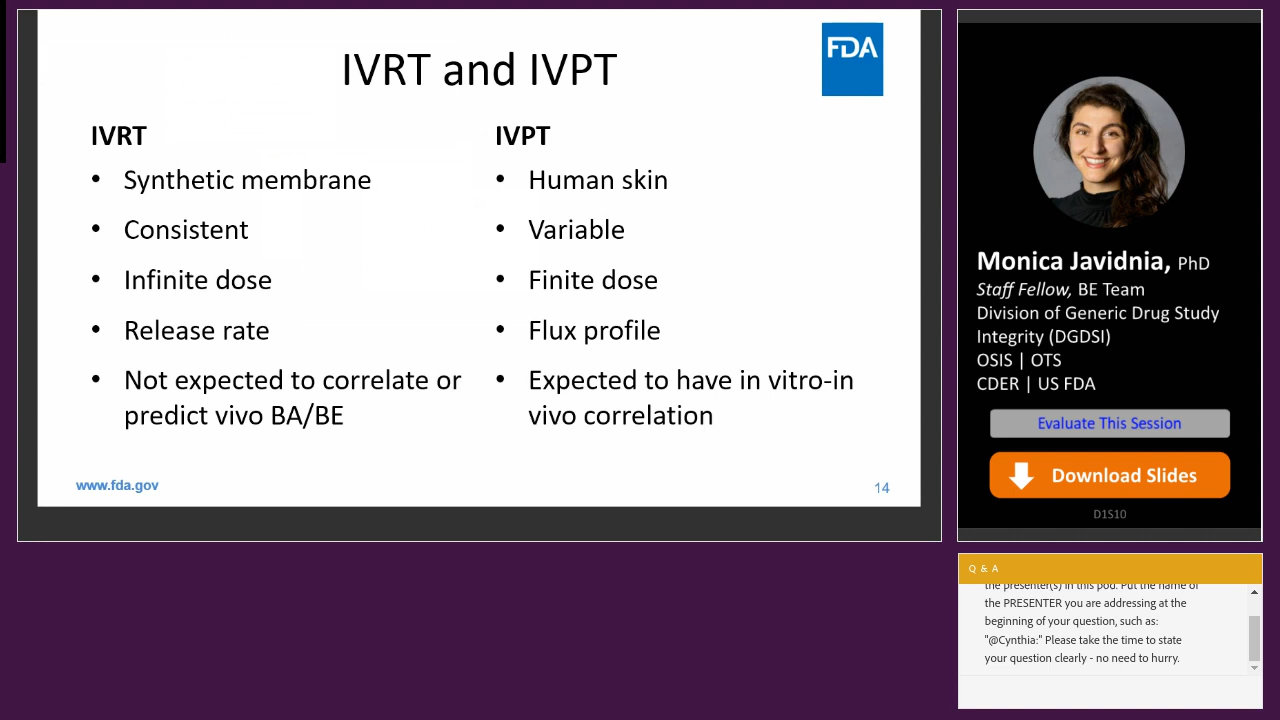 IVRT and IVPT
FDA
IVRT
• Synthetic membrane
• Consistent
• Infinite dose
• Release rate
• Not expected to correlate or
predict vivo BA/BE
IVPT
• Human skin
• Variable
• Finite dose
• Flux profile
• Expected to have in vitro-in
vivo correlation
www.fda.gov
14
Monica Javidnia, PhD
Staff Fellow, BE Team
Division of Generic Drug Study
Integrity (DGDSI)
OSIS | OTS
CDER | US FDA
Evaluate This Session
Download Slides
D1S10
Q & A
the presenter(s) in this pod. Put the name of
the PRESENTER you are addressing at the
beginning of your question, such as:
"@Cynthia:" Please take the time to state
your question clearly - no need to hurry.